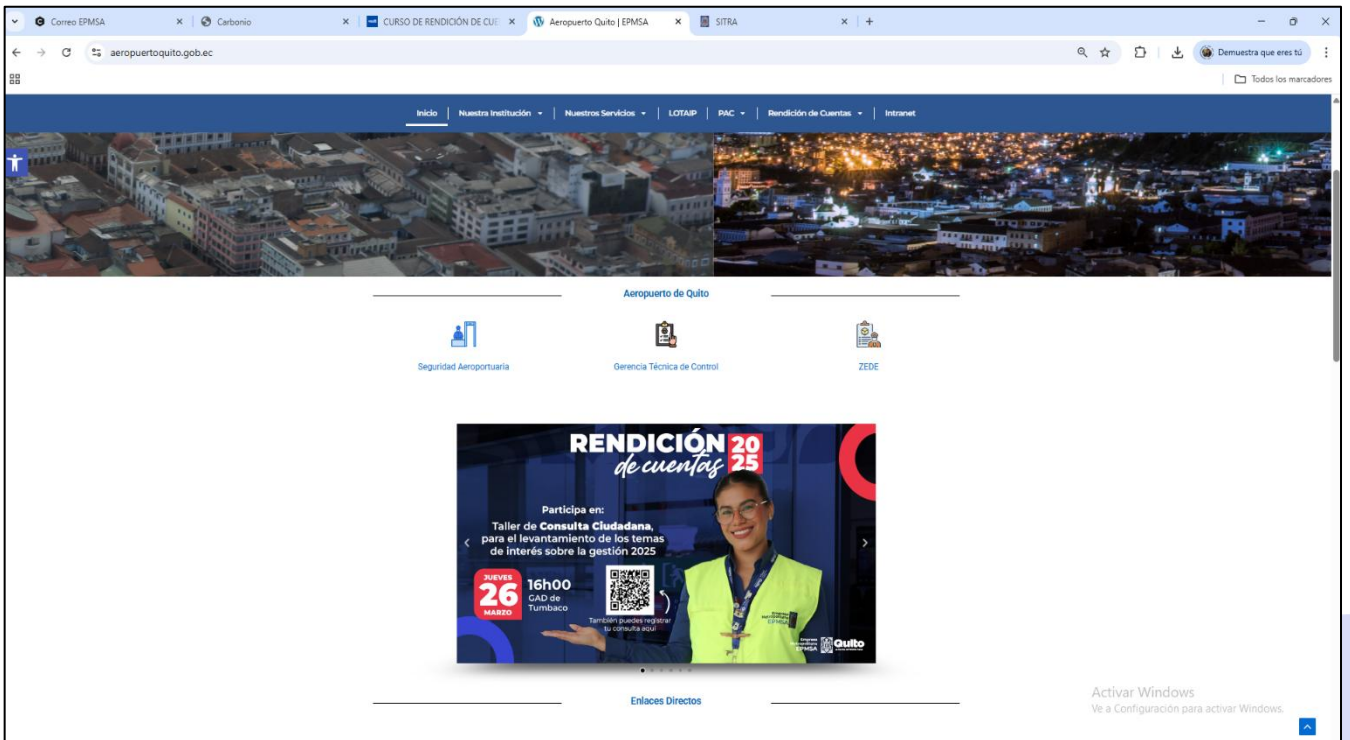 Correo EPMSA
Carbonio
CURSO DE RENDICIÓN DE CUE
Aeropuerto Quito | EPMSA
SITRA
aeropuertoquito.gob.ec
Demuestra que eres tú
Todos los marcadores
Inicio
Nuestra Institución
Nuestros Servicios
LOTAIP
PAC
Rendición de Cuentas
Intranet
Aeropuerto de Quito
Seguridad Aeroportuaria
Gerencia Técnica de Control
ZEDE
RENDICIÓN 20
de cuentas 25
Participa en:
Taller de Consulta Ciudadana,
para el levantamiento de los temas
de interés sobre la gestión 2025
JUEVES
26
MARZO
16h00
GAD de
Tumbaco
También puedes registrar
tu consulta aquí
Empresa
Metropolitana
EPMSA
Quito
Enlaces Directos
Activar Windows
Ve a Configuración para activar Windows.